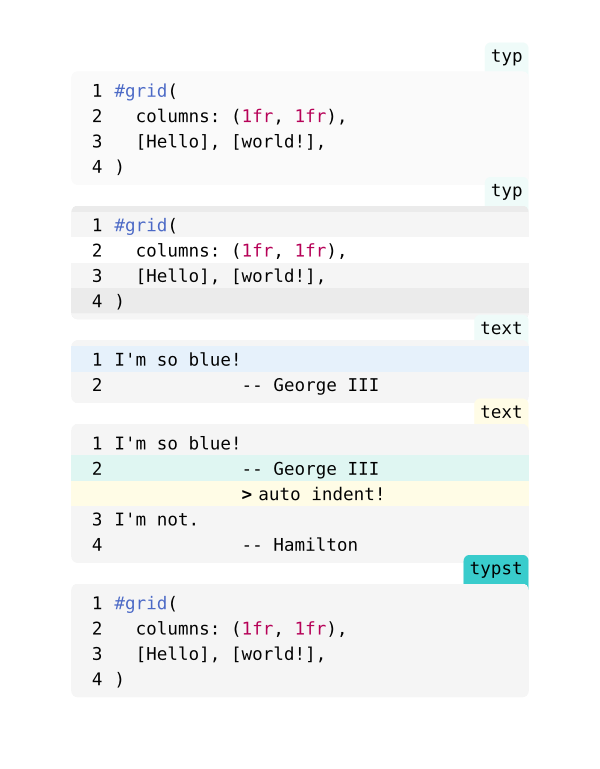 typ
1 #grid(
2   columns: (1fr, 1fr),
3   [Hello], [world!],
4 )
typ
1 #grid(
2   columns: (1fr, 1fr),
3   [Hello], [world!],
4 )
text
1 I'm so blue!
2             -- George III
text
1 I'm so blue!
2             -- George III
              > auto indent!
3 I'm not.
4             -- Hamilton
typst
1 #grid(
2   columns: (1fr, 1fr),
3   [Hello], [world!],
4 )